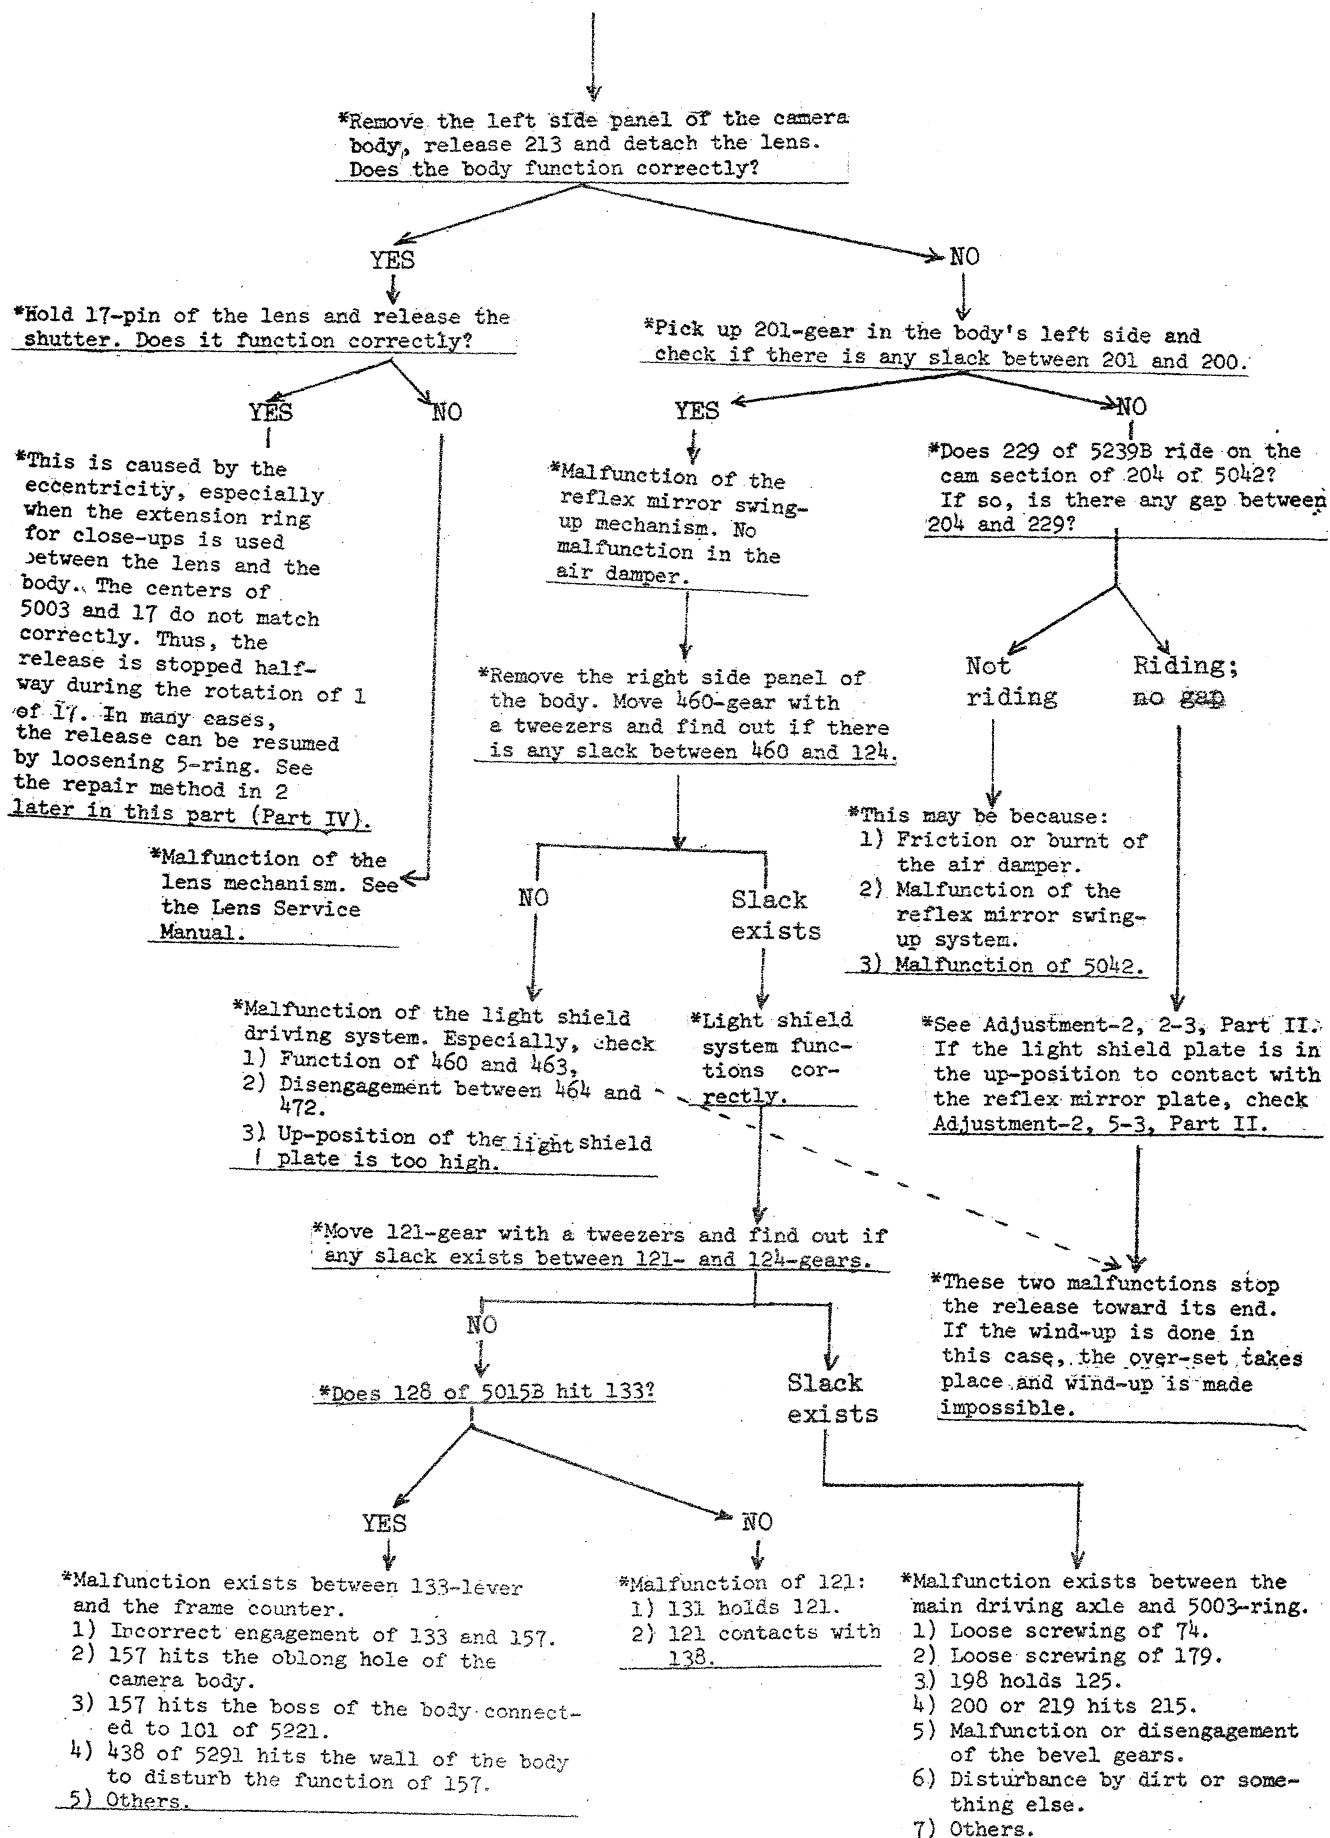 *Remove the left side panel of the camera
body, release 213 and detach the lens.
Does the body function correctly?
YES
NO
*Hold 17-pin of the lens and release the
shutter. Does it function correctly?
*Pick up 201-gear in the body's left side and
check if there is any slack between 201 and 200.
YES
NO
YES
NO
*This is caused by the
eccentricity, especially
when the extension ring
for close-ups is used
between the lens and the
body. The centers of
5003 and 17 do not match
correctly. Thus, the
release is stopped half-
way during the rotation of 1
of 17. In many cases,
the release can be resumed
by loosening 5-ring. See
the repair method in 2
later in this part (Part IV).
*Malfunction of the
lens mechanism. See
the Lens Service
Manual.
*Malfunction of the
reflex mirror swing-
up mechanism. No
malfunction in the
air damper.
*Does 229 of 5239B ride on the
cam section of 204 of 5042?
If so, is there any gap between
204 and 229?
*Remove the right side panel of
the body. Move 460-gear with
a tweezers and find out if there
is any slack between 460 and 124.
Not
riding
Riding;
no gap
NO
Slack
exists
*This may be because:
1) Friction or burnt of
the air damper.
2) Malfunction of the
reflex mirror swing-
up system.
3) Malfunction of 5042.
*Malfunction of the light shield
driving system. Especially, check
1) Function of 460 and 463,
2) Disengagement between 464 and
472.
3) Up-position of the light shield
plate is too high.
*Light shield
system func-
tions cor-
rectly.
*See Adjustment-2, 2-3, Part II.
If the light shield plate is in
the up-position to contact with
the reflex mirror plate, check
Adjustment-2, 5-3, Part II.
*Move 121-gear with a tweezers and find out if
any slack exists between 121- and 124-gears.
*These two malfunctions stop
the release toward its end.
If the wind-up is done in
this case, the over-set takes
place and wind-up is made
impossible.
NO
Slack
exists
*Does 128 of 5015B hit 133?
YES
NO
*Malfunction exists between 133-lever
and the frame counter.
1) Incorrect engagement of 133 and 157.
2) 157 hits the oblong hole of the
camera body.
3) 157 hits the boss of the body connect-
ed to 101 of 5221.
4) 438 of 5291 hits the wall of the body
to disturb the function of 157.
5) Others.
*Malfunction of 121:
1) 131 holds 121.
2) 121 contacts with
138.
*Malfunction exists between the
main driving axle and 5003-ring.
1) Loose screwing of 74.
2) Loose screwing of 179.
3) 198 holds 125.
4) 200 or 219 hits 215.
5) Malfunction or disengagement
of the bevel gears.
6) Disturbance by dirt or some-
thing else.
7) Others.